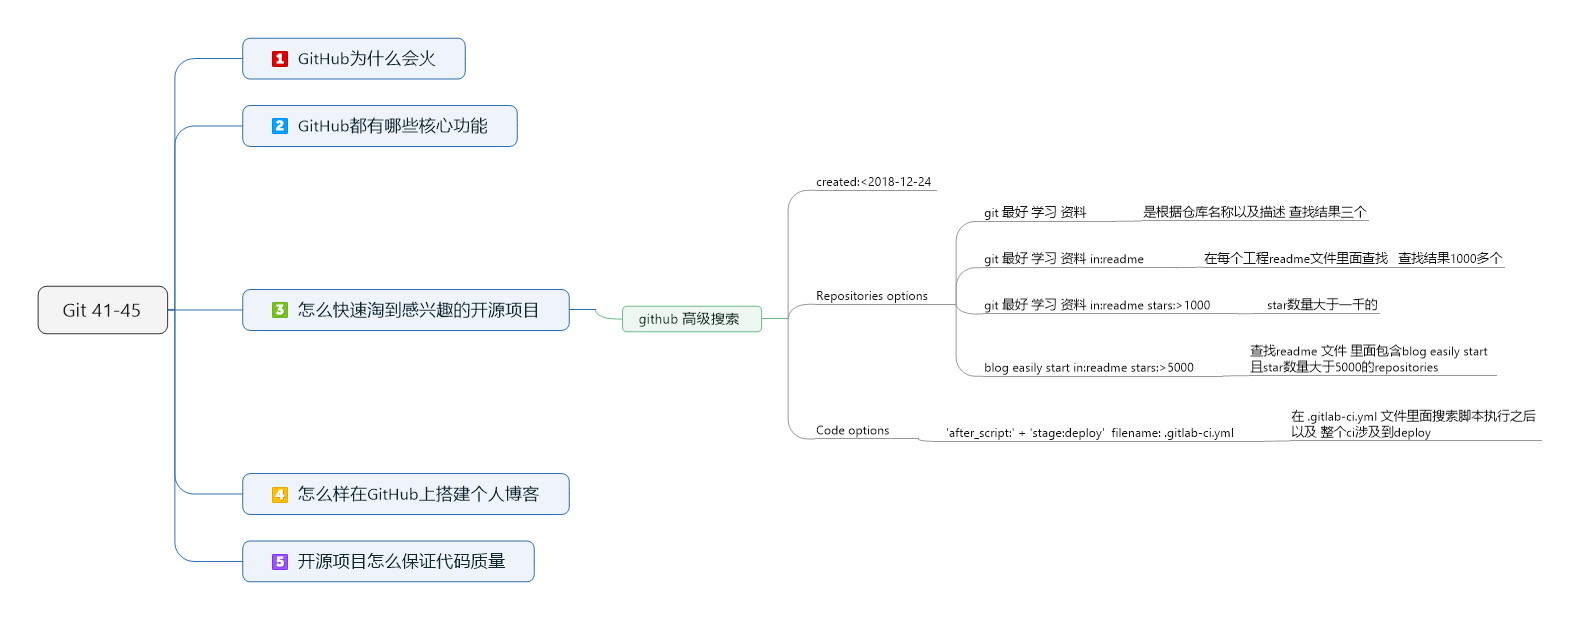 Git 41-45
1 GitHub为什么会火
2 GitHub都有哪些核心功能
3 怎么快速淘到感兴趣的开源项目
github 高级搜索
created:<2018-12-24
Repositories options
git 最好 学习 资料
是根据仓库名称以及描述 查找结果三个
git 最好 学习 资料 in:readme
在每个工程readme文件里面查找 查找结果1000多个
git 最好 学习 资料 in:readme stars:>1000
star数量大于一千的
blog easily start in:readme stars:>5000
查找readme 文件 里面包含blog easily start
且star数量大于5000的repositories
Code options
'after_script:' + 'stage:deploy' filename: .gitlab-ci.yml
在 .gitlab-ci.yml 文件里面搜索脚本执行之后
以及 整个ci涉及到deploy
4 怎么样在GitHub上搭建个人博客
5 开源项目怎么保证代码质量